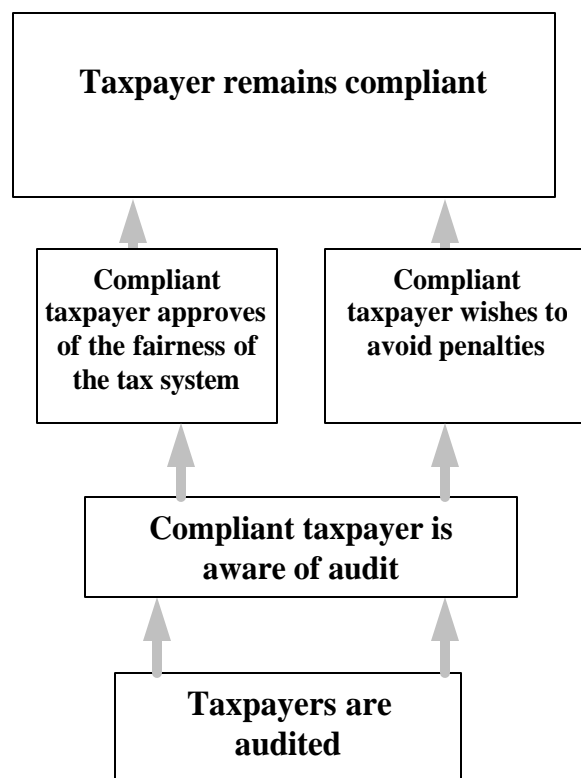 Taxpayer remains compliant
Compliant
taxpayer approves
of the fairness of
the tax system
Compliant
taxpayer wishes to
avoid penalties
Compliant taxpayer is
aware of audit
Taxpayers are
audited